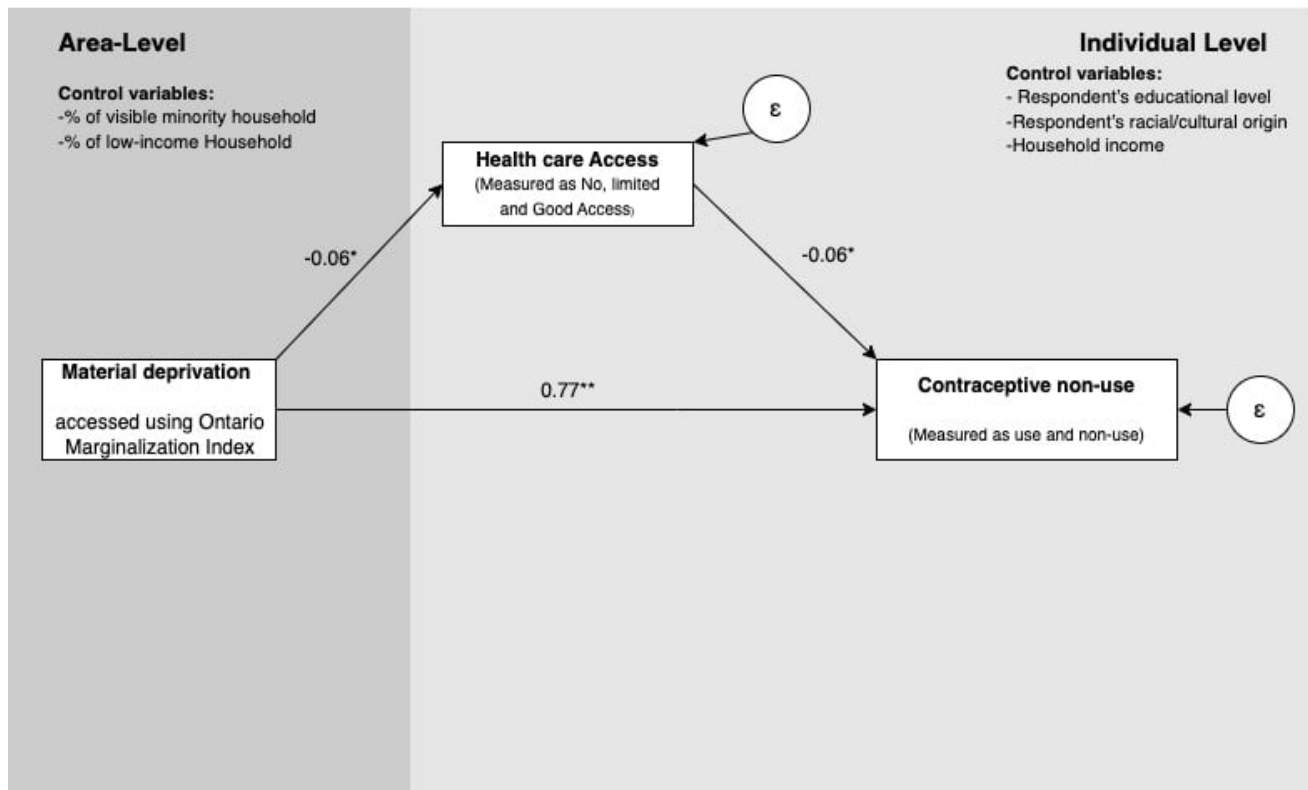 Area-Level
Control variables:
-% of visible minority household
-% of low-income Household
Individual Level
Control variables:
- Respondent's educational level
-Respondent's racial/cultural origin
-Household income
ε
Health care Access
(Measured as No, limited
and Good Access)
-0.06*
-0.06*
Material deprivation
accessed using Ontario
Marginalization Index
0.77**
Contraceptive non-use
(Measured as use and non-use)
ε